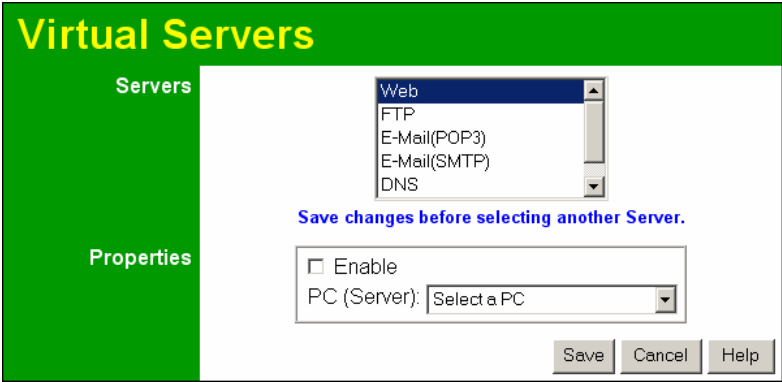 Virtual Servers
Servers
Web
FTP
E-Mail(POP3)
E-Mail(SMTP)
DNS
Save changes before selecting another Server.
Properties
Enable
PC (Server): Select a PC
Save Cancel Help